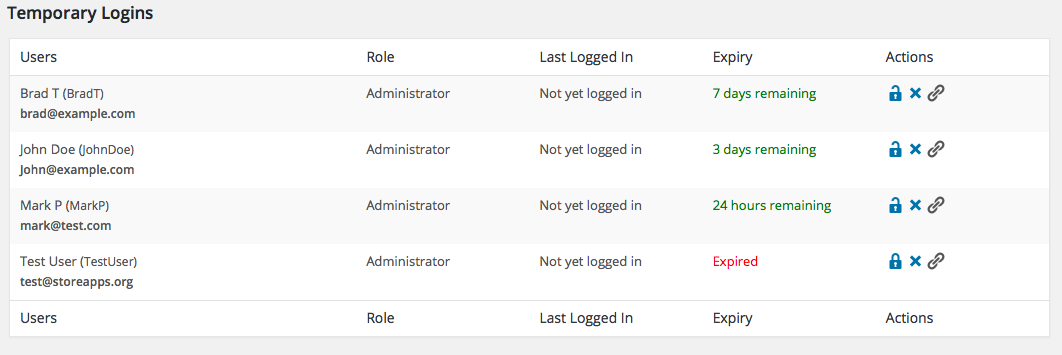 Temporary Logins
Users Role Last Logged In Expiry Actions
Brad T (BradT) Administrator Not yet logged in 7 days remaining
brad@example.com
John Doe (JohnDoe) Administrator Not yet logged in 3 days remaining
John@example.com
Mark P (MarkP) Administrator Not yet logged in 24 hours remaining
mark@test.com
Test User (TestUser) Administrator Not yet logged in Expired
test@storeapps.org
Users Role Last Logged In Expiry Actions